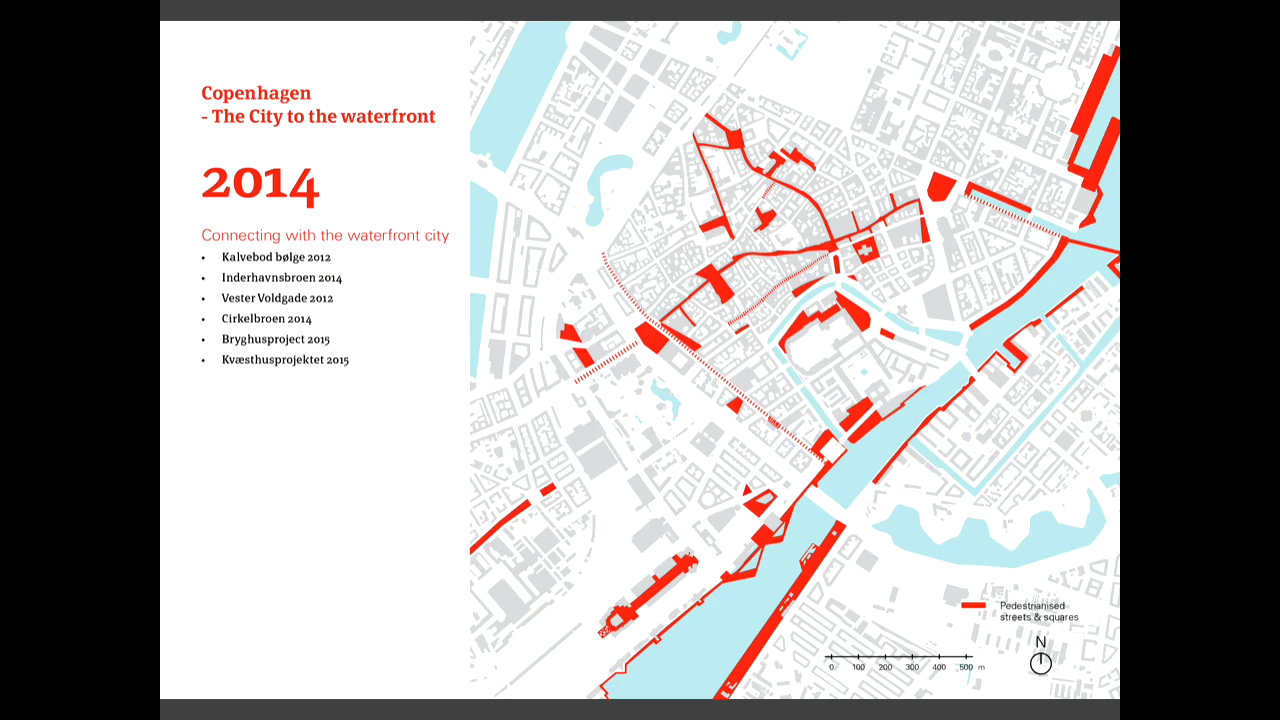 Copenhagen
- The City to the waterfront
2014
Connecting with the waterfront city
• Kalvebod bølge 2012
• Inderhavnsbroen 2014
• Vester Voldgade 2012
• Cirkelbroen 2014
• Bryghusproject 2015
• Kvæsthusprojektet 2015
Pedestrianised
streets & squares
N
0 100 200 300 400 500 m